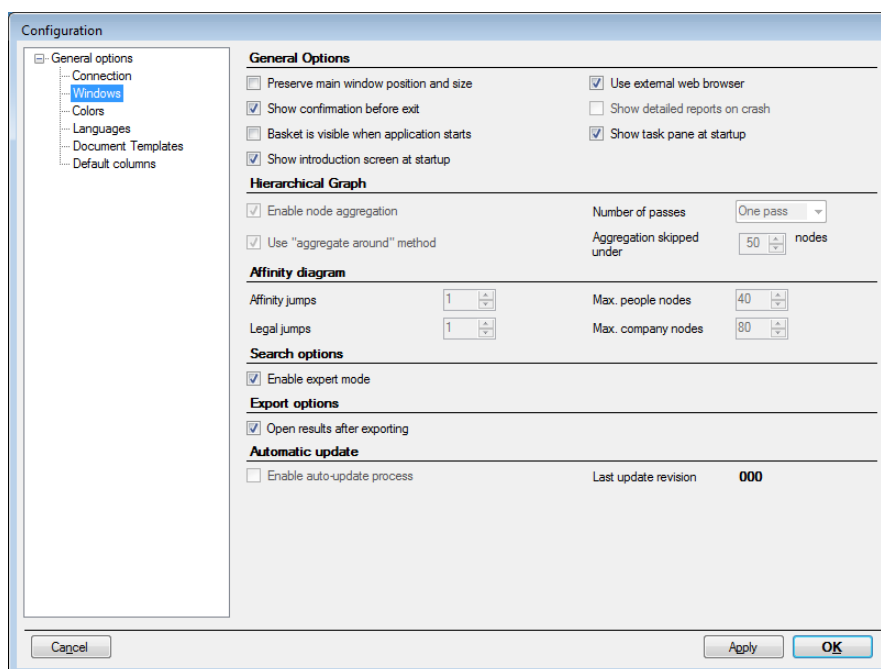 Configuration
General options
Connection
Windows
Colors
Languages
Document Templates
Default columns
General Options
Preserve main window position and size
Use external web browser
Show confirmation before exit
Show detailed reports on crash
Basket is visible when application starts
Show task pane at startup
Show introduction screen at startup
Hierarchical Graph
Enable node aggregation
Number of passes
One pass
Use "aggregate around" method
Aggregation skipped
under
50
nodes
Affinity diagram
Affinity jumps
1
Max. people nodes
40
Legal jumps
1
Max. company nodes
80
Search options
Enable expert mode
Export options
Open results after exporting
Automatic update
Enable auto-update process
Last update revision
000
Cancel
Apply
OK